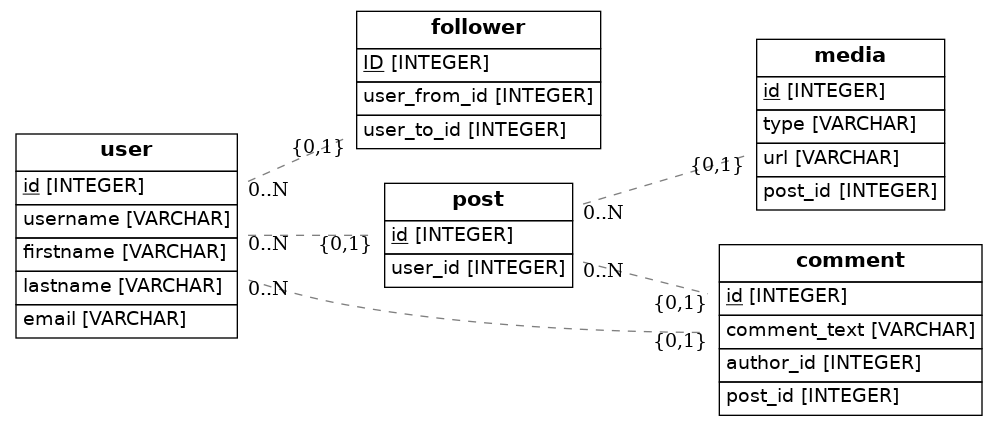 follower
ID [INTEGER]
user_from_id [INTEGER]
user_to_id [INTEGER]
media
id [INTEGER]
type [VARCHAR]
url [VARCHAR]
post_id [INTEGER]
user
id [INTEGER]
username [VARCHAR]
firstname [VARCHAR]
lastname [VARCHAR]
email [VARCHAR]
post
id [INTEGER]
user_id [INTEGER]
comment
id [INTEGER]
comment_text [VARCHAR]
author_id [INTEGER]
post_id [INTEGER]
{0,1}
0..N
{0,1}
0..N
0..N
{0,1}
0..N
{0,1}
0..N
{0,1}